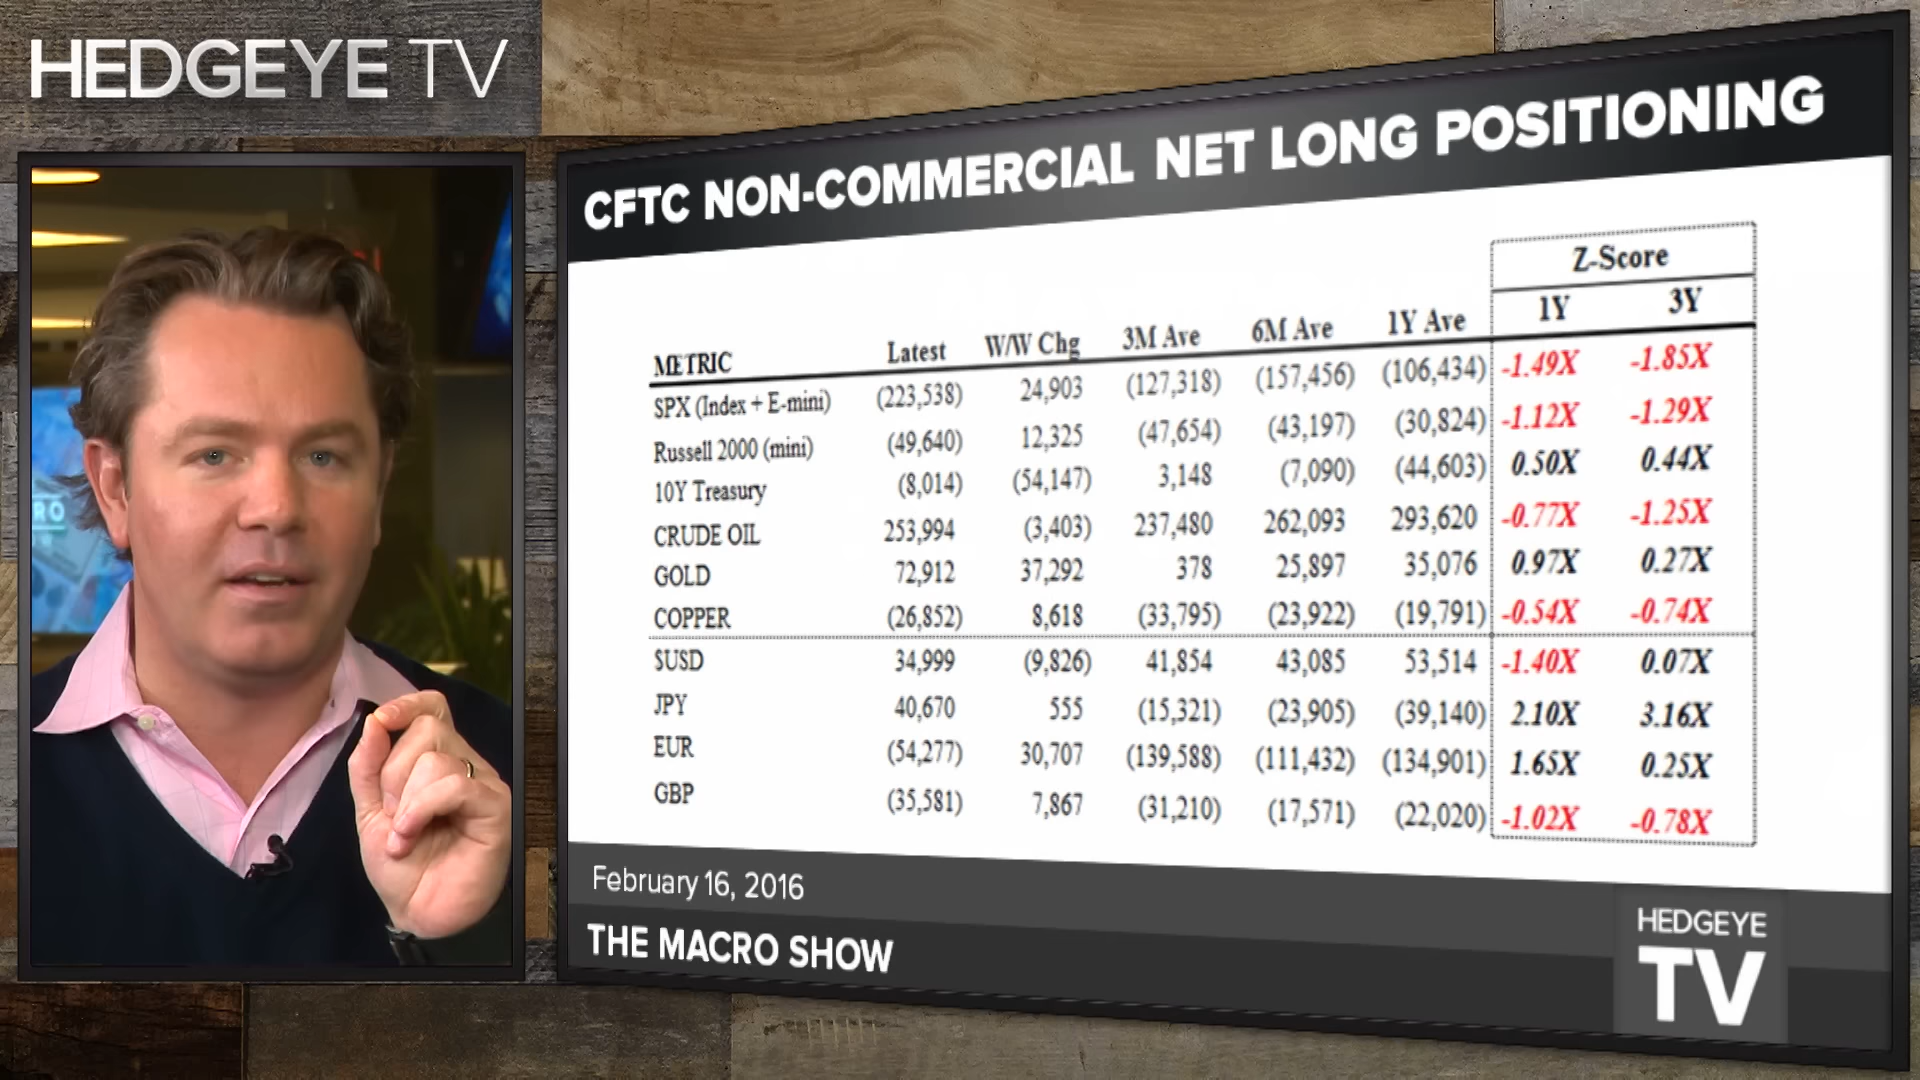 HEDGEYE TV
CFTC NON-COMMERCIAL NET LONG POSITIONING
Z-Score
METRIC Latest W/W Chg 3M Ave 6M Ave 1Y Ave 1Y 3Y
SPX (Index + E-mini) (223,538) 24,903 (127,318) (157,456) (106,434) -1.49X -1.85X
Russell 2000 (mini) (49,640) 12,325 (47,654) (43,197) (30,824) -1.12X -1.29X
10Y Treasury (8,014) (54,147) 3,148 (7,090) (44,603) 0.50X 0.44X
CRUDE OIL 253,994 (3,403) 237,480 262,093 293,620 -0.77X -1.25X
GOLD 72,912 37,292 378 25,897 35,076 0.97X 0.27X
COPPER (26,852) 8,618 (33,795) (23,922) (19,791) -0.54X -0.74X
$USD 34,999 (9,826) 41,854 43,085 53,514 -1.40X 0.07X
JPY 40,670 555 (15,321) (23,905) (39,140) 2.10X 3.16X
EUR (54,277) 30,707 (139,588) (111,432) (134,901) 1.65X 0.25X
GBP (35,581) 7,867 (31,210) (17,571) (22,020) -1.02X -0.78X
February 16, 2016
THE MACRO SHOW
HEDGEYE
TV